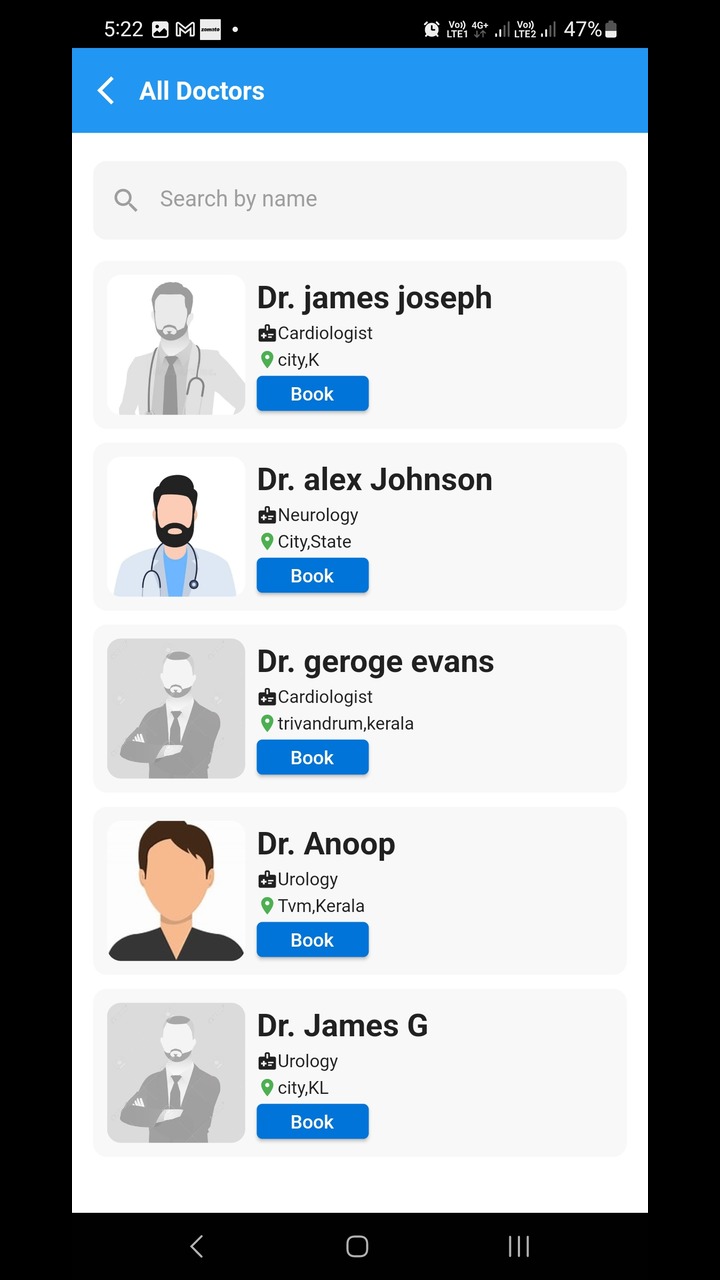 5:22
zomato
Vo)) 4G+ Vo))
LTE1 LTE2
47%
All Doctors
Search by name
Dr. james joseph
Cardiologist
city,K
Book
Dr. alex Johnson
Neurology
City,State
Book
Dr. geroge evans
Cardiologist
trivandrum,kerala
Book
Dr. Anoop
Urology
Tvm,Kerala
Book
Dr. James G
Urology
city,KL
Book